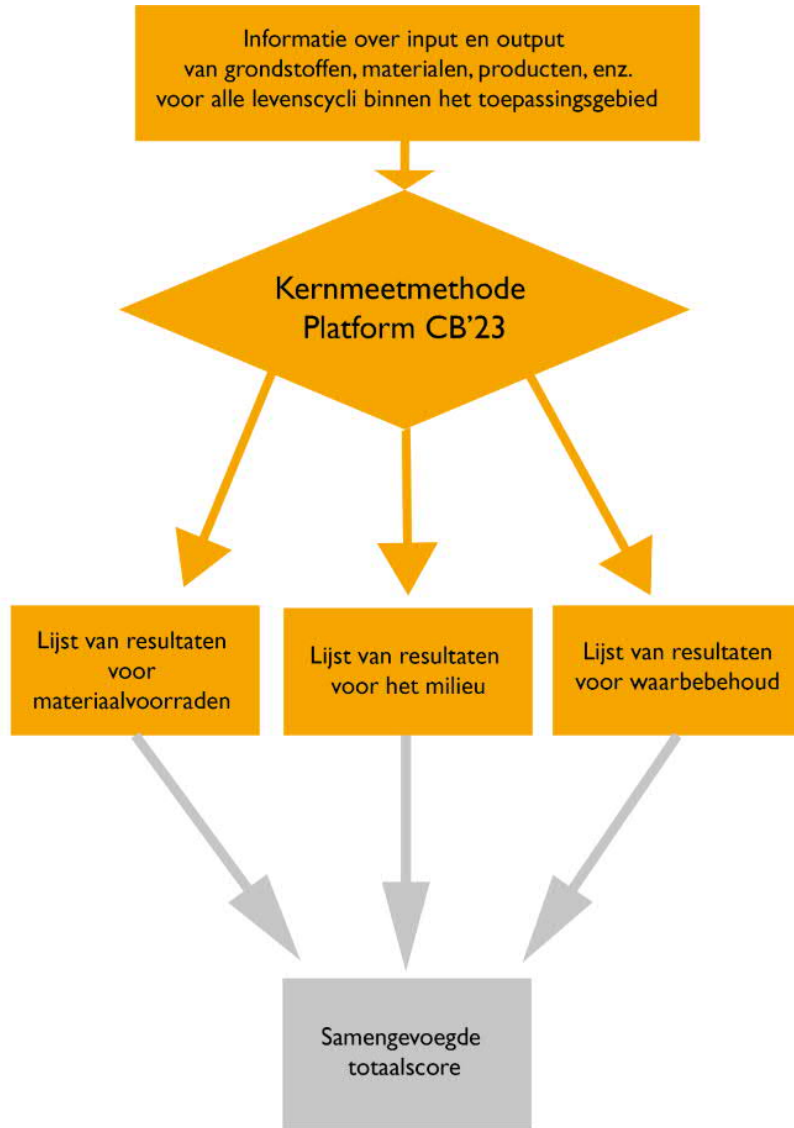 Informatie over input en output
van grondstoffen, materialen, producten, enz.
voor alle levenscycli binnen het toepassingsgebied
Kernmeetmethode
Platform CB'23
Lijst van resultaten
voor
materiaalvoorraden
Lijst van resultaten
voor het milieu
Lijst van resultaten
voor waarbebehoud
Samengevoegde
totaalscore